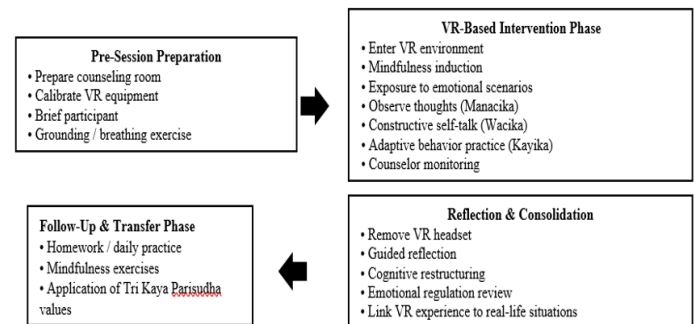 Pre-Session Preparation
• Prepare counseling room
• Calibrate VR equipment
• Brief participant
• Grounding / breathing exercise
VR-Based Intervention Phase
• Enter VR environment
• Mindfulness induction
• Exposure to emotional scenarios
• Observe thoughts (Manacika)
• Constructive self-talk (Wacika)
• Adaptive behavior practice (Kayika)
• Counselor monitoring
Reflection & Consolidation
• Remove VR headset
• Guided reflection
• Cognitive restructuring
• Emotional regulation review
• Link VR experience to real-life situations
Follow-Up & Transfer Phase
• Homework / daily practice
• Mindfulness exercises
• Application of Tri Kaya Parisudha
values